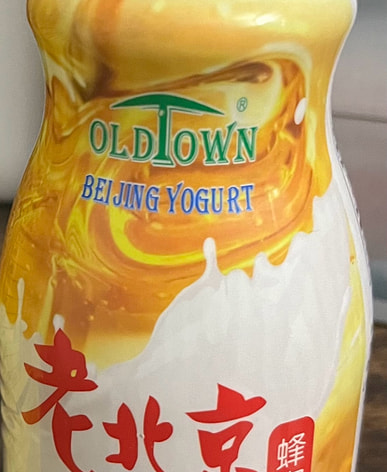 OLDTOWN®
BEIJING YOGURT
老北京
蜂